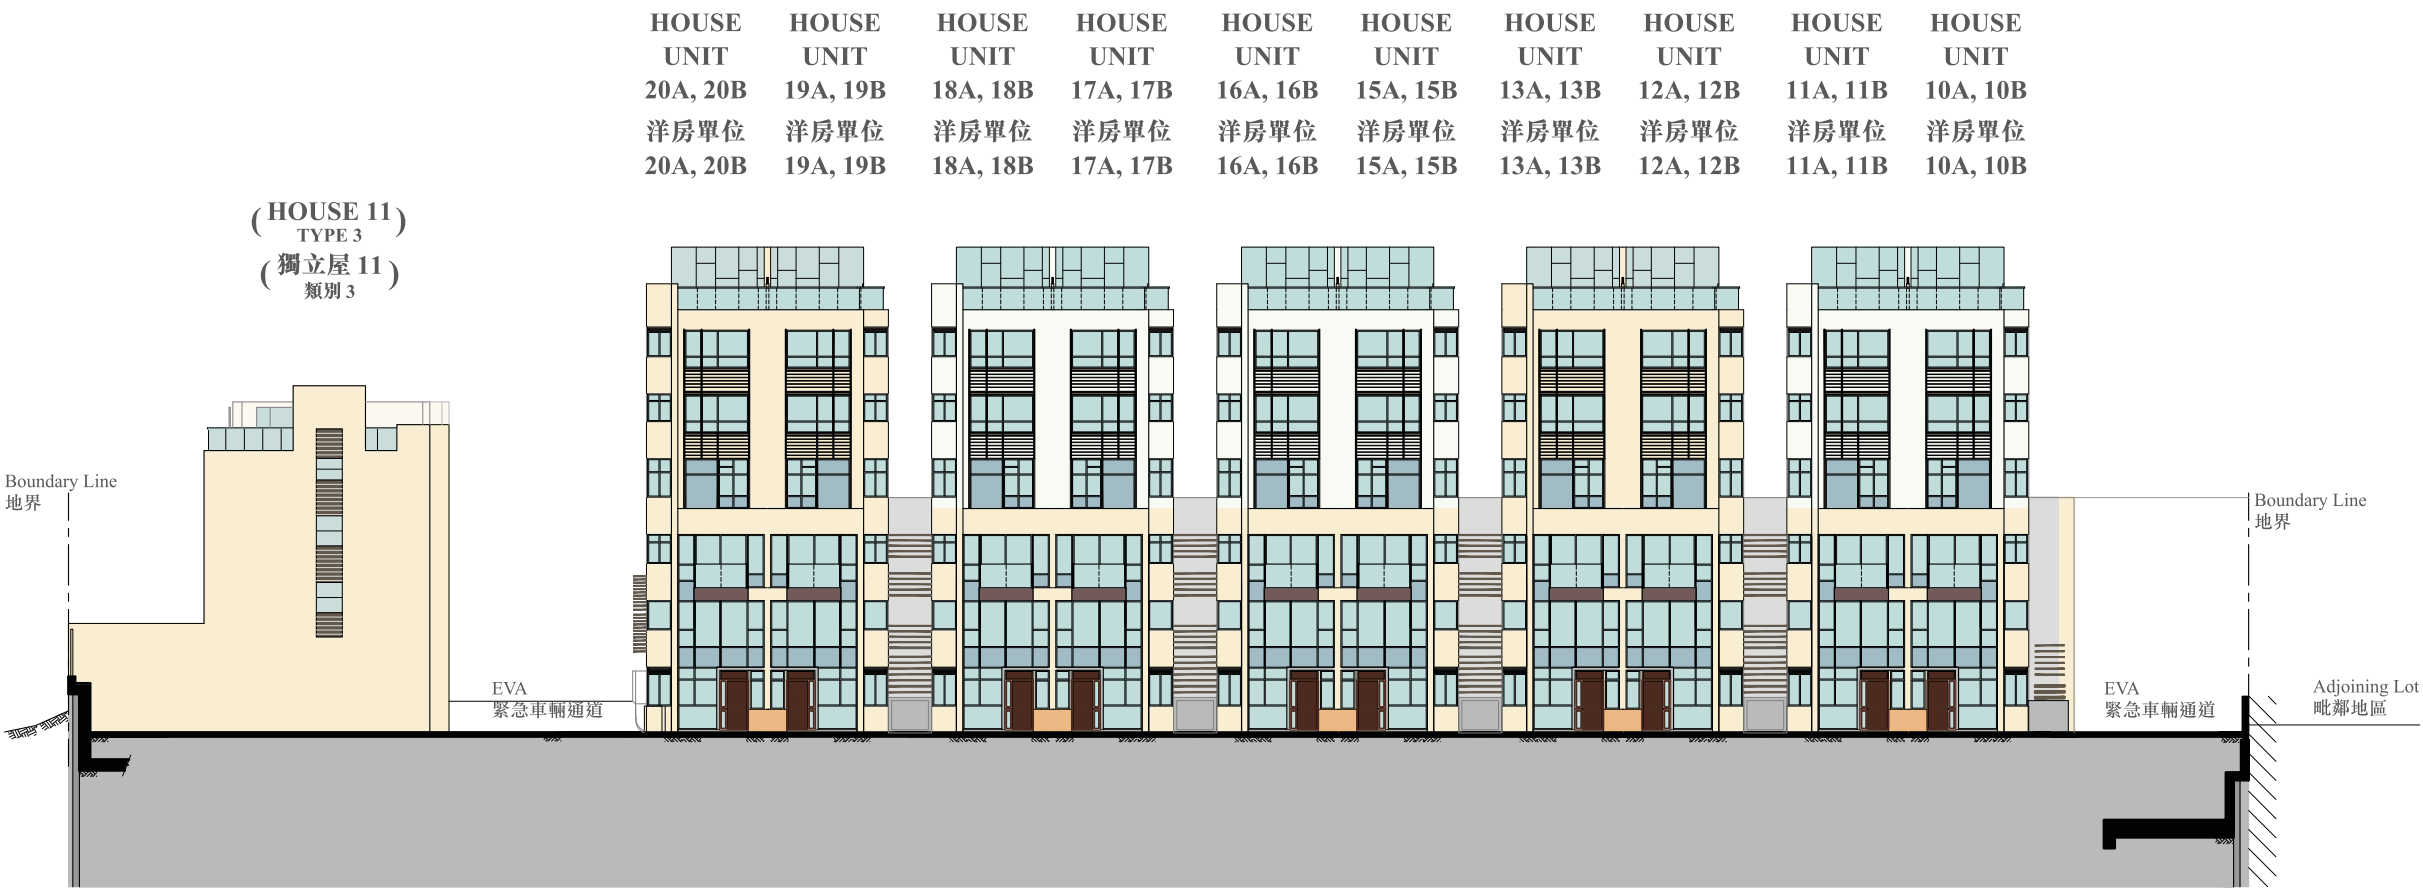 HOUSE
UNIT
20A, 20B
洋房單位
20A, 20B
HOUSE
UNIT
19A, 19B
洋房單位
19A, 19B
HOUSE
UNIT
18A, 18B
洋房單位
18A, 18B
HOUSE
UNIT
17A, 17B
洋房單位
17A, 17B
HOUSE
UNIT
16A, 16B
洋房單位
16A, 16B
HOUSE
UNIT
15A, 15B
洋房單位
15A, 15B
HOUSE
UNIT
13A, 13B
洋房單位
13A, 13B
HOUSE
UNIT
12A, 12B
洋房單位
12A, 12B
HOUSE
UNIT
11A, 11B
洋房單位
11A, 11B
HOUSE
UNIT
10A, 10B
洋房單位
10A, 10B
(HOUSE 11
TYPE 3)
(獨立屋 11
類別 3)
Boundary Line
地界
EVA
緊急車輛通道
Boundary Line
地界
EVA
緊急車輛通道
Adjoining Lot
毗鄰地區